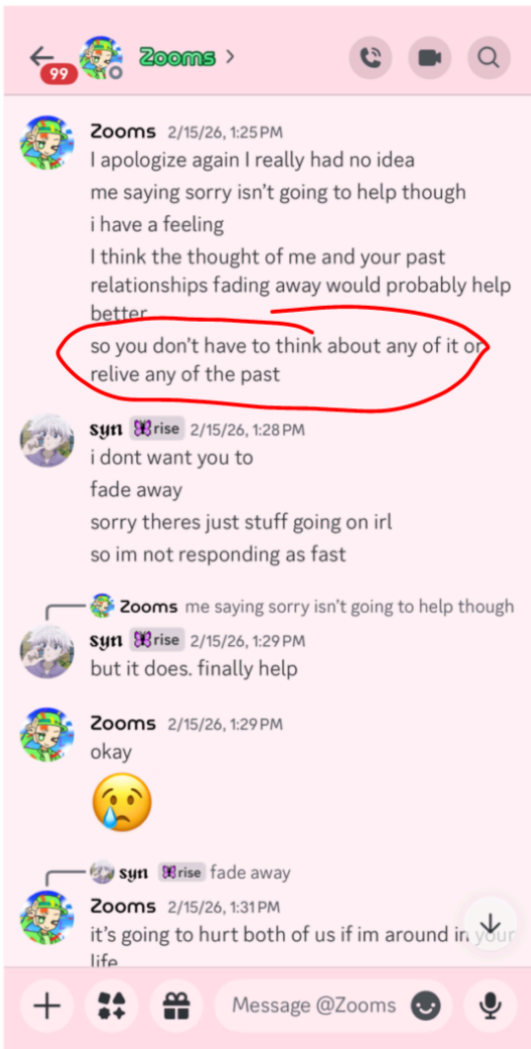 99
Zooms
Zooms 2/15/26, 1:25 PM
I apologize again I really had no idea
me saying sorry isn't going to help though
i have a feeling
I think the thought of me and your past
relationships fading away would probably help
better
so you don't have to think about any of it or
relive any of the past
syn rise 2/15/26, 1:28 PM
i dont want you to
fade away
sorry theres just stuff going on irl
so im not responding as fast
Zooms me saying sorry isn't going to help though
syn rise 2/15/26, 1:29 PM
but it does. finally help
Zooms 2/15/26, 1:29 PM
okay
syn rise fade away
Zooms 2/15/26, 1:31 PM
it's going to hurt both of us if im around in your
life
Message @Zooms